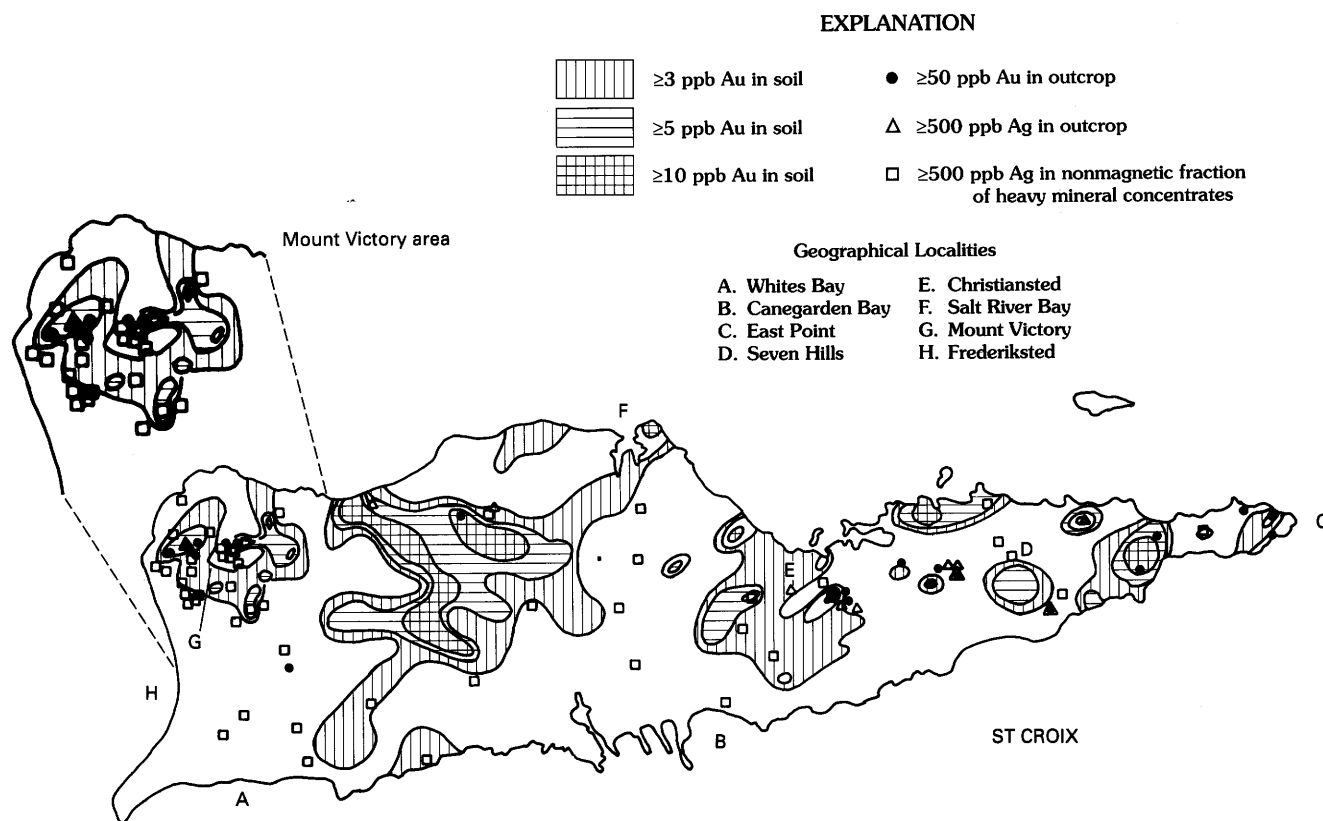 EXPLANATION
≥3 ppb Au in soil
≥50 ppb Au in outcrop
≥5 ppb Au in soil
≥500 ppb Ag in outcrop
≥10 ppb Au in soil
≥500 ppb Ag in nonmagnetic fraction
of heavy mineral concentrates
Mount Victory area
Geographical Localities
A. Whites Bay
E. Christiansted
B. Canegarden Bay
F. Salt River Bay
C. East Point
G. Mount Victory
D. Seven Hills
H. Frederiksted
F
C
D
E
G
H
B
ST CROIX
A